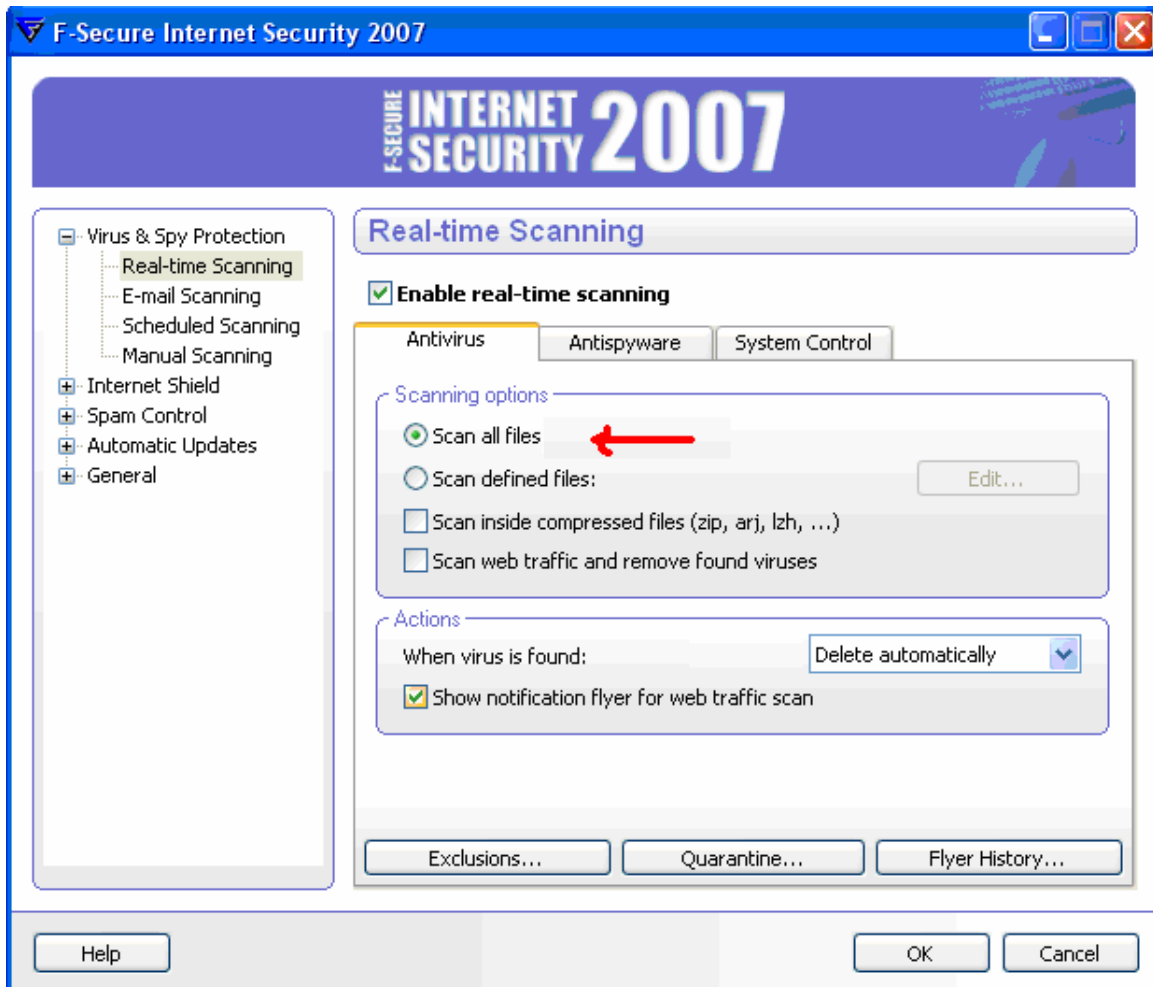 F-Secure Internet Security 2007
F-SECURE INTERNET SECURITY 2007
Virus & Spy Protection
Real-time Scanning
E-mail Scanning
Scheduled Scanning
Manual Scanning
Internet Shield
Spam Control
Automatic Updates
General
Real-time Scanning
Enable real-time scanning
Antivirus
Antispyware
System Control
Scanning options
Scan all files
Scan defined files:
Edit...
Scan inside compressed files (zip, arj, lzh, ...)
Scan web traffic and remove found viruses
Actions
When virus is found:
Delete automatically
Show notification flyer for web traffic scan
Exclusions...
Quarantine...
Flyer History...
Help
OK
Cancel